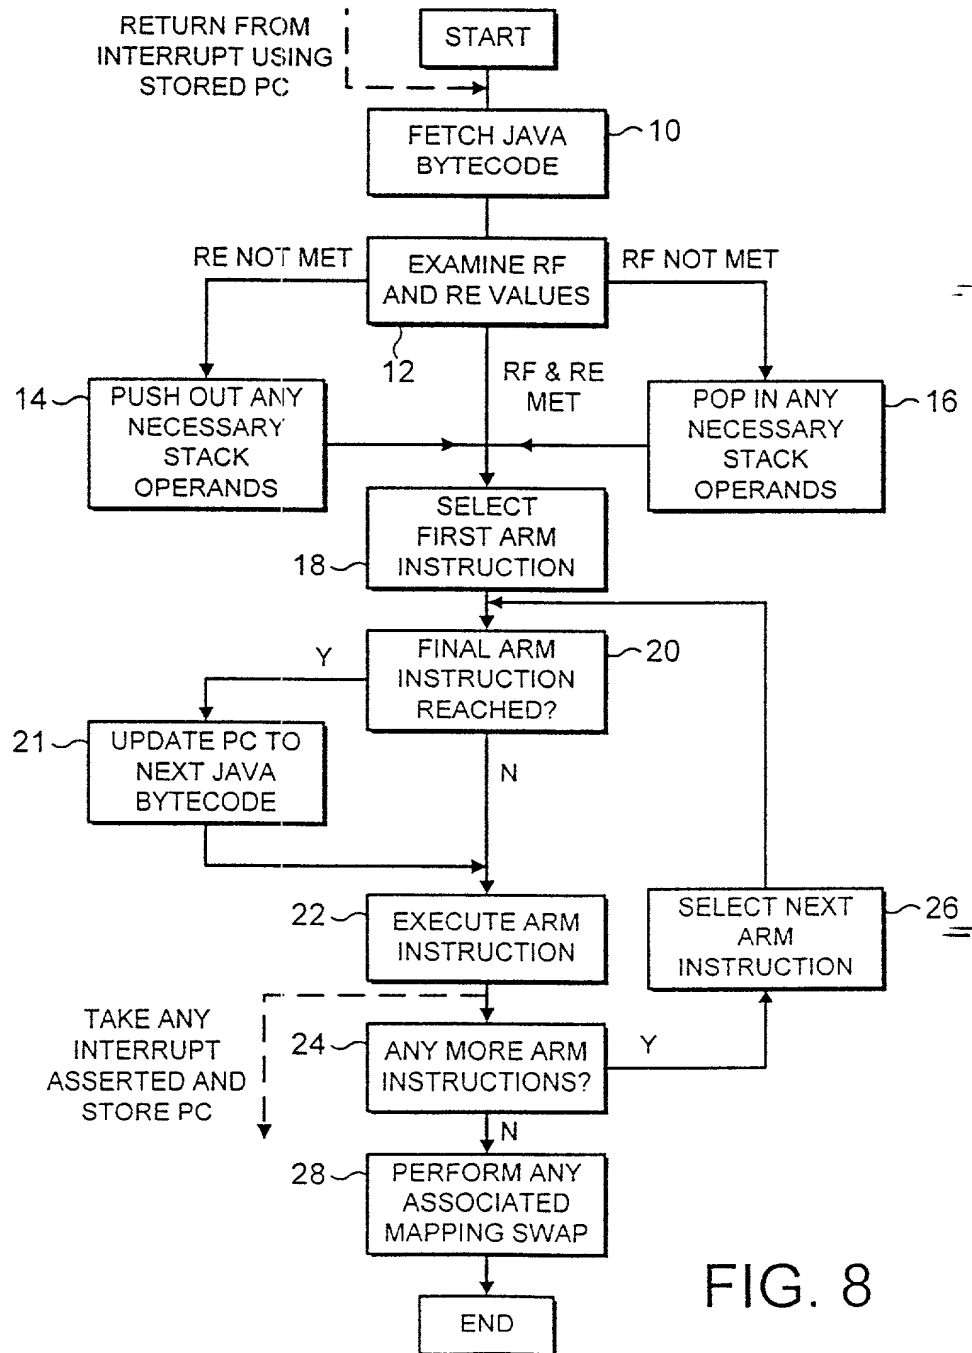 RETURN FROM
INTERRUPT USING
STORED PC
START
FETCH JAVA
BYTECODE
10
RE NOT MET
EXAMINE RF
AND RE VALUES
RF NOT MET
12
14
PUSH OUT ANY
NECESSARY
STACK
OPERANDS
RF & RE
MET
POP IN ANY
NECESSARY
STACK
OPERANDS
16
SELECT
FIRST ARM
INSTRUCTION
18
Y
FINAL ARM
INSTRUCTION
REACHED?
20
21
UPDATE PC TO
NEXT JAVA
BYTECODE
N
22
EXECUTE ARM
INSTRUCTION
SELECT NEXT
ARM
INSTRUCTION
26
TAKE ANY
INTERRUPT
ASSERTED AND
STORE PC
24
ANY MORE ARM
INSTRUCTIONS?
Y
N
28
PERFORM ANY
ASSOCIATED
MAPPING SWAP
END
FIG. 8